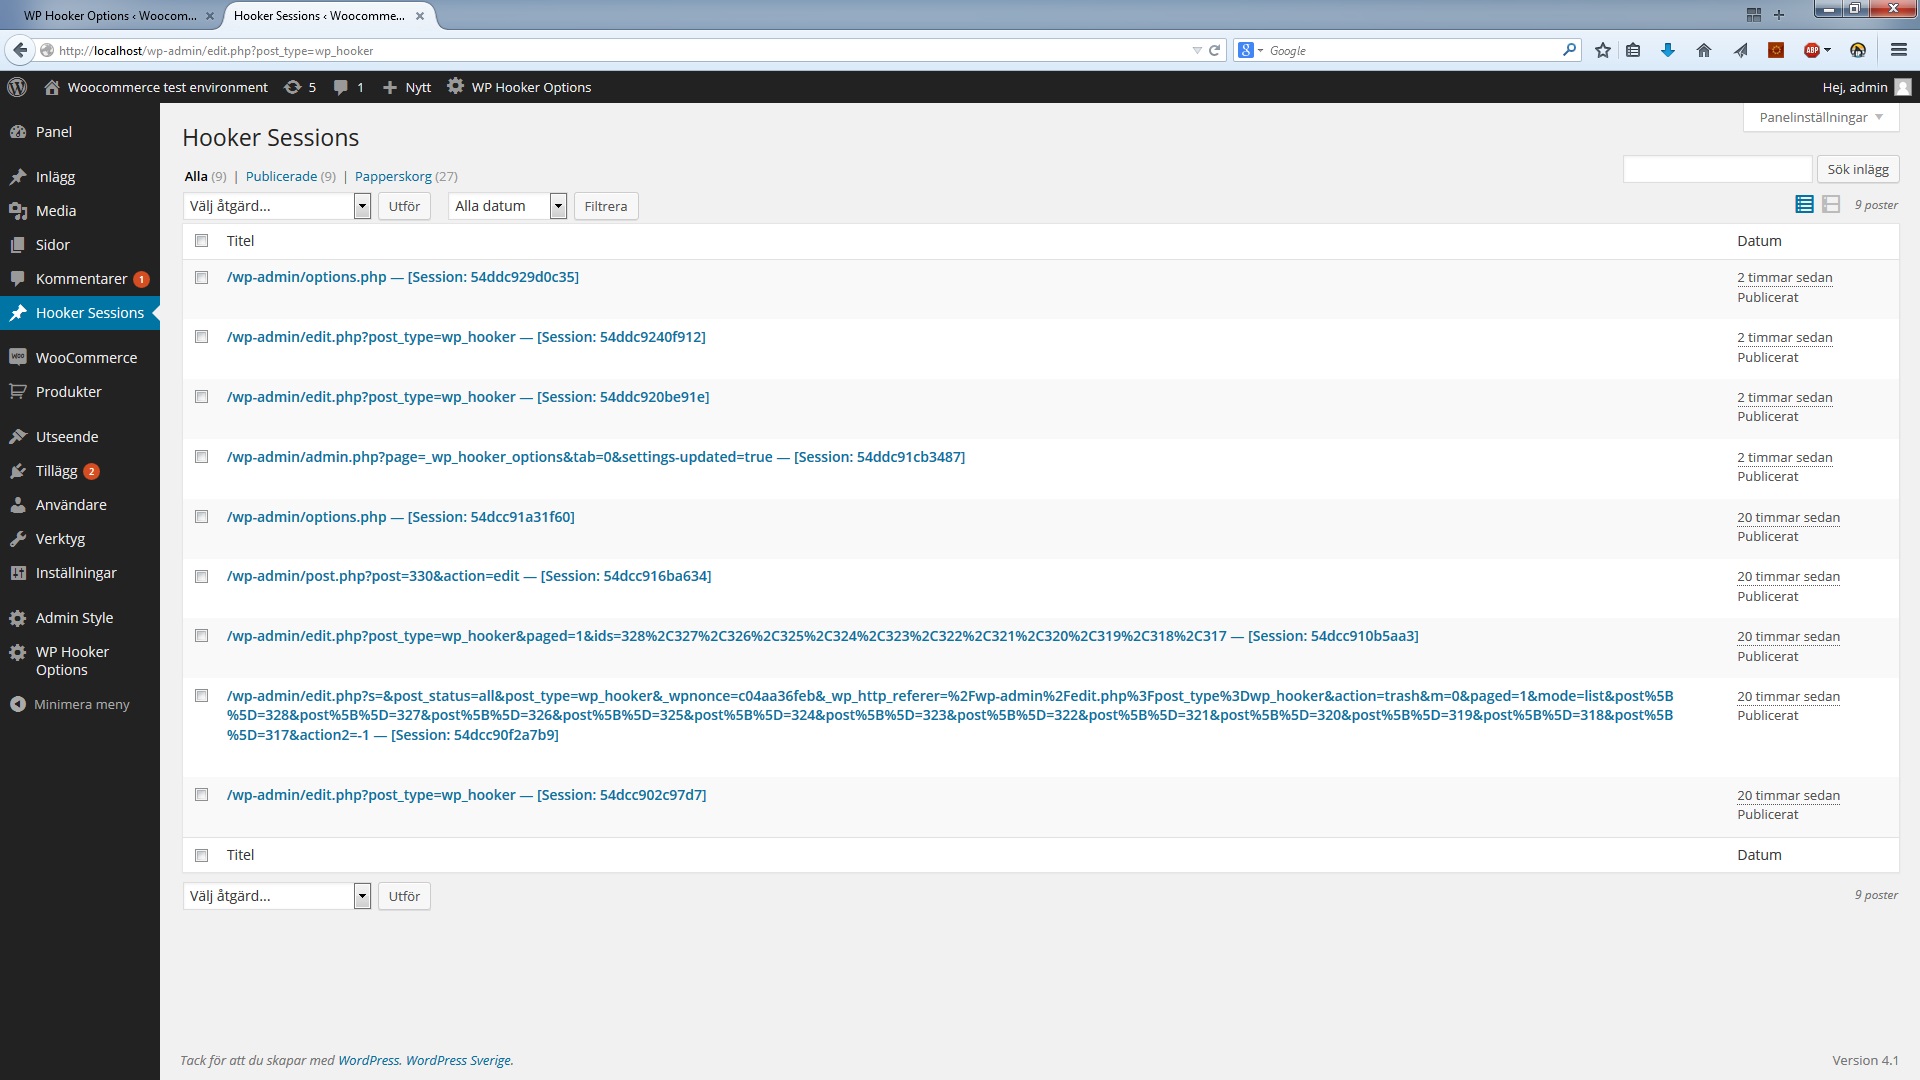 WP Hooker Options ‹ Woocom...
Hooker Sessions ‹ Woocomme...
http://localhost/wp-admin/edit.php?post_type=wp_hooker
8
Google
ABP
Woocommerce test environment
5
1
Nytt
WP Hooker Options
Hej, admin
Panel
Inlägg
Media
Sidor
Kommentarer 1
Hooker Sessions
WooCommerce
Produkter
Utseende
Tillägg 2
Användare
Verktyg
Inställningar
Admin Style
WP Hooker
Options
Minimera meny
Panelinställningar
Hooker Sessions
Alla (9) | Publicerade (9) | Papperskorg (27)
Sök inlägg
Välj åtgärd... Utför Alla datum Filtrera
9 poster
Titel Datum
/wp-admin/options.php — [Session: 54ddc929d0c35] 2 timmar sedan
Publicerat
/wp-admin/edit.php?post_type=wp_hooker — [Session: 54ddc9240f912] 2 timmar sedan
Publicerat
/wp-admin/edit.php?post_type=wp_hooker — [Session: 54ddc920be91e] 2 timmar sedan
Publicerat
/wp-admin/admin.php?page=_wp_hooker_options&tab=0&settings-updated=true — [Session: 54ddc91cb3487] 2 timmar sedan
Publicerat
/wp-admin/options.php — [Session: 54dcc91a31f60] 20 timmar sedan
Publicerat
/wp-admin/post.php?post=330&action=edit — [Session: 54dcc916ba634] 20 timmar sedan
Publicerat
/wp-admin/edit.php?post_type=wp_hooker&paged=1&ids=328%2C327%2C326%2C325%2C324%2C323%2C322%2C321%2C320%2C319%2C318%2C317 — [Session: 54dcc910b5aa3] 20 timmar sedan
Publicerat
/wp-admin/edit.php?s=&post_status=all&post_type=wp_hooker&_wpnonce=c04aa36feb&_wp_http_referer=%2Fwp-admin%2Fedit.php%3Fpost_type%3Dwp_hooker&action=trash&m=0&paged=1&mode=list&post%5B 20 timmar sedan
%5D=328&post%5B%5D=327&post%5B%5D=326&post%5B%5D=325&post%5B%5D=324&post%5B%5D=323&post%5B%5D=322&post%5B%5D=321&post%5B%5D=320&post%5B%5D=319&post%5B%5D=318&post%5B Publicerat
%5D=317&action2=-1 — [Session: 54dcc90f2a7b9]
/wp-admin/edit.php?post_type=wp_hooker — [Session: 54dcc902c97d7] 20 timmar sedan
Publicerat
Titel Datum
Välj åtgärd... Utför 9 poster
Tack för att du skapar med WordPress. WordPress Sverige. Version 4.1